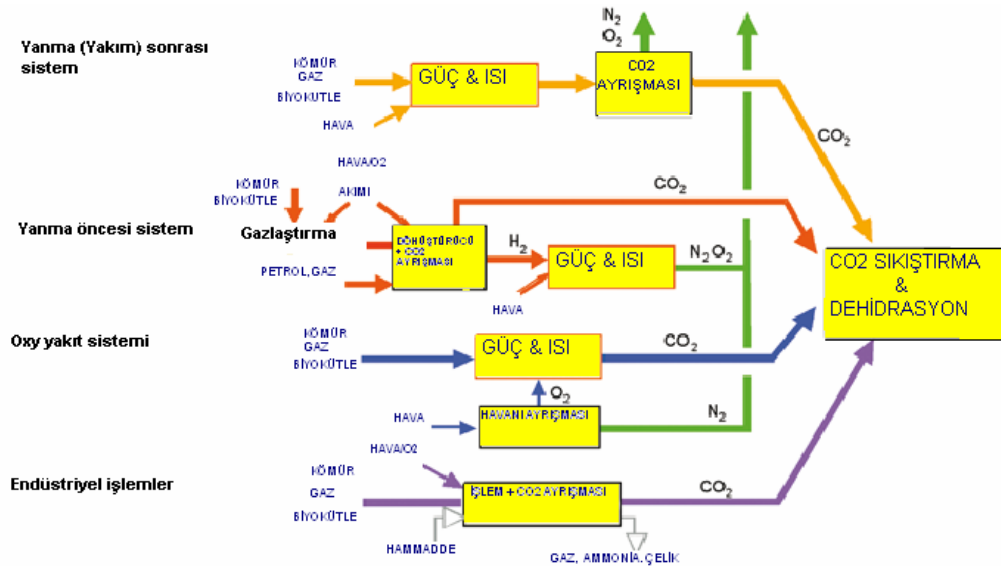 Yanma (Yakım) sonrası
sistem
KÖMÜR
GAZ
BİYOKÜTLE
HAVA
GÜÇ & ISI
CO2
AYRIŞMASI
N₂
O₂
CO₂
Yanma öncesi sistem
KÖMÜR
BİYOKÜTLE
HAVA/O2
AKIMI
Gazlaştırma
PETROL,GAZ
DÖHÜŞTÜRÜCÜ
+ CO2
AYRIŞMASI
CO₂
H₂
HAVA
GÜÇ & ISI
N₂ O₂
CO2 SIKIŞTIRMA
&
DEHİDRASYON
Oxy yakıt sistemi
KÖMÜR
GAZ
BİYOKÜTLE
GÜÇ & ISI
CO₂
O₂
HAVA
HAVANI AYRIŞMASI
N₂
Endüstriyel işlemler
HAVA/O2
KÖMÜR
GAZ
BİYOKÜTLE
İŞLEM + CO2 AYRIŞMASI
CO₂
HAMMADDE
GAZ, AMMONIA.ÇELİK